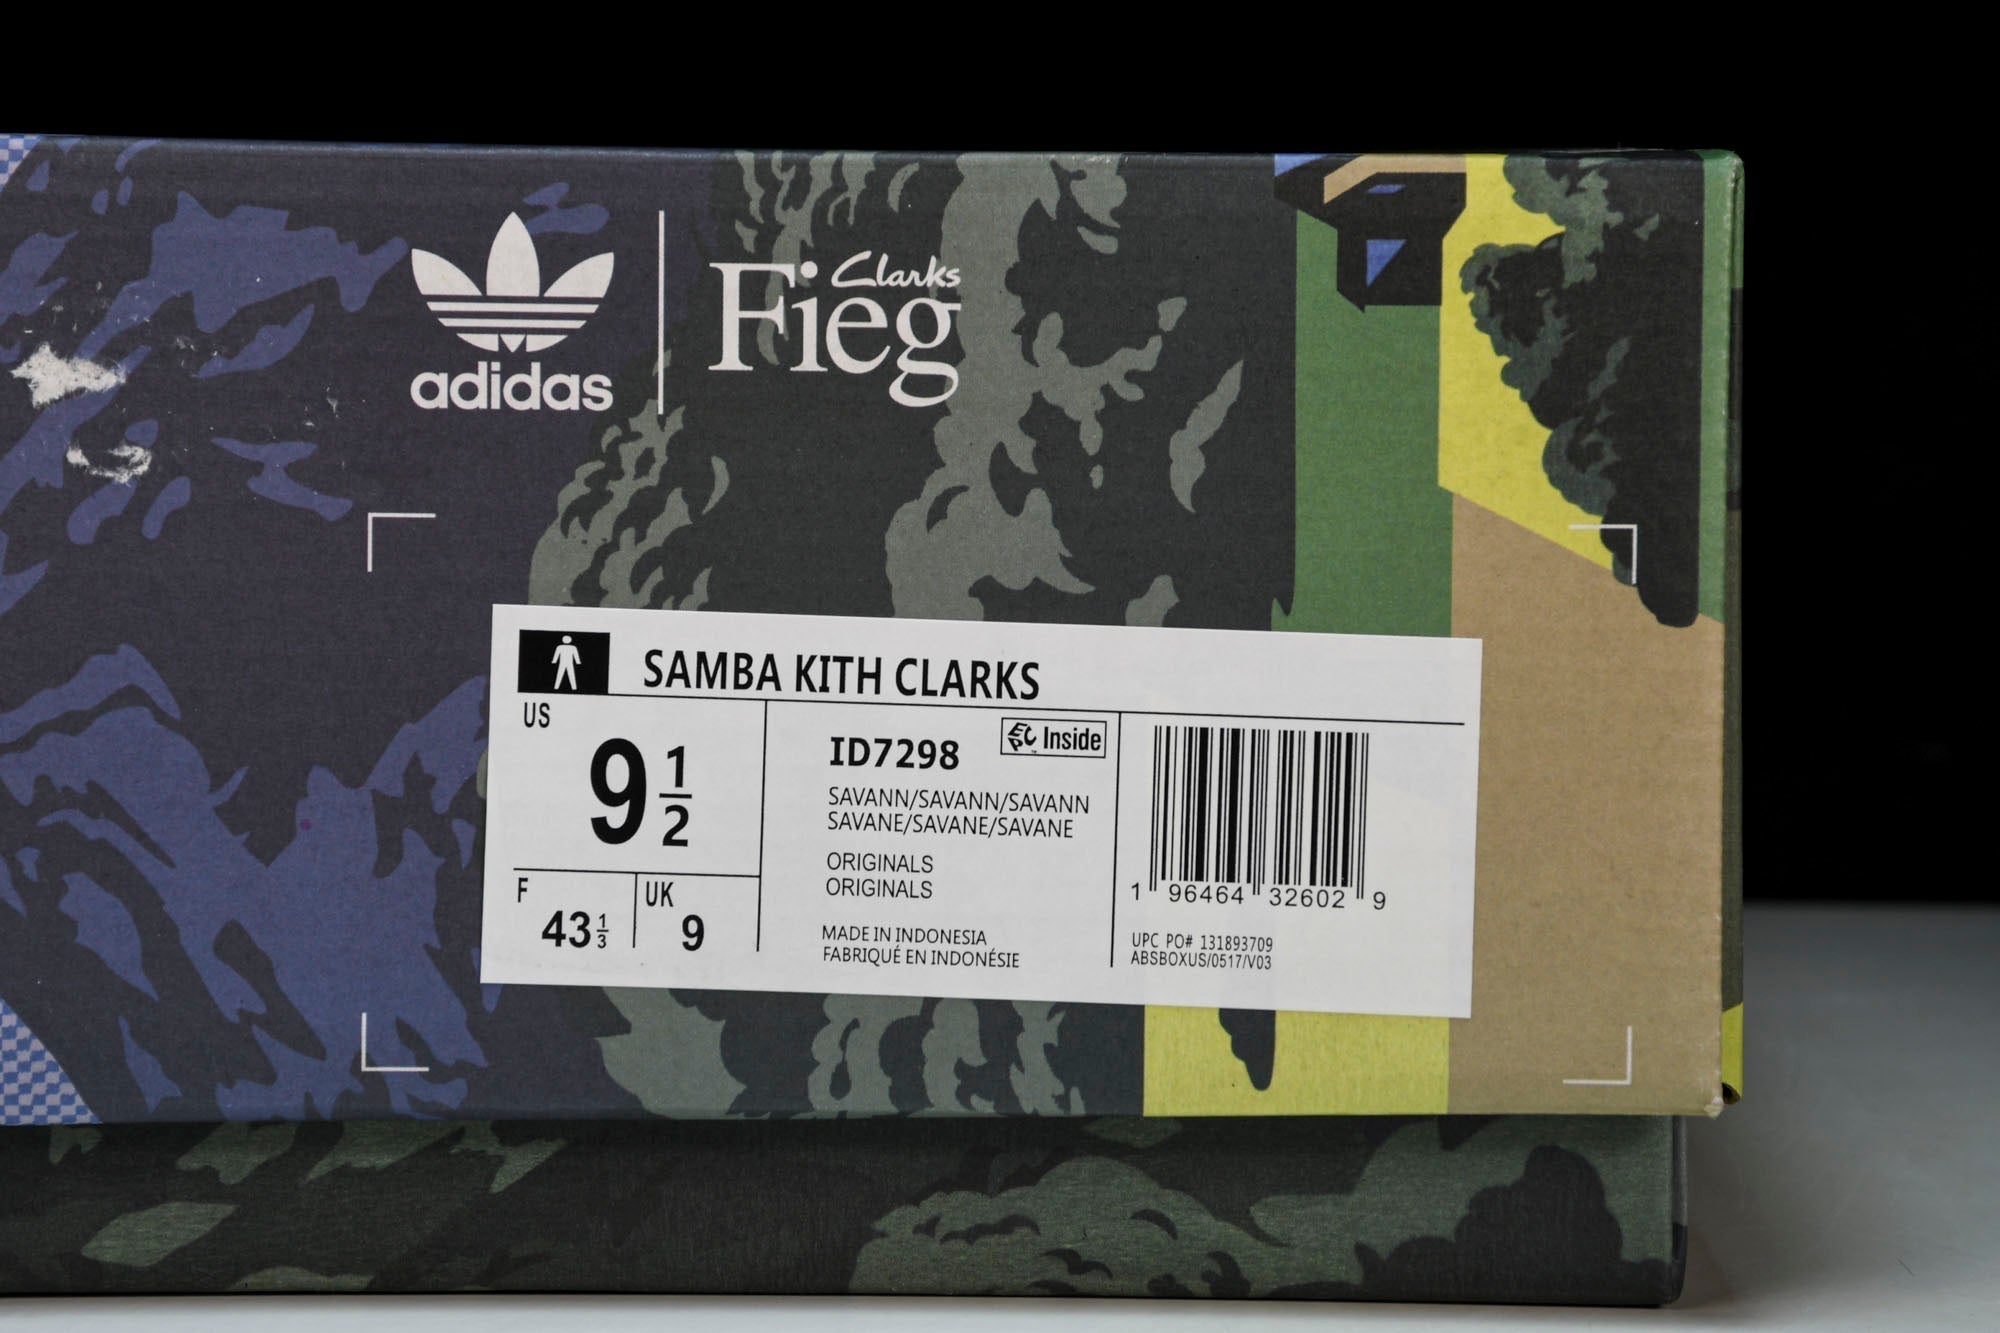 adidas
Clarks
Fieg
SAMBA KITH CLARKS
US
9 1/2
F
43 1/3
UK
9
ID7298
EPC Inside
SAVANN/SAVANN/SAVANN
SAVANE/SAVANE/SAVANE
ORIGINALS
ORIGINALS
MADE IN INDONESIA
FABRIQUÉ EN INDONÉSIE
1 96464 32602 9
UPC PO# 131893709
ABSBOXUS/0517/V03